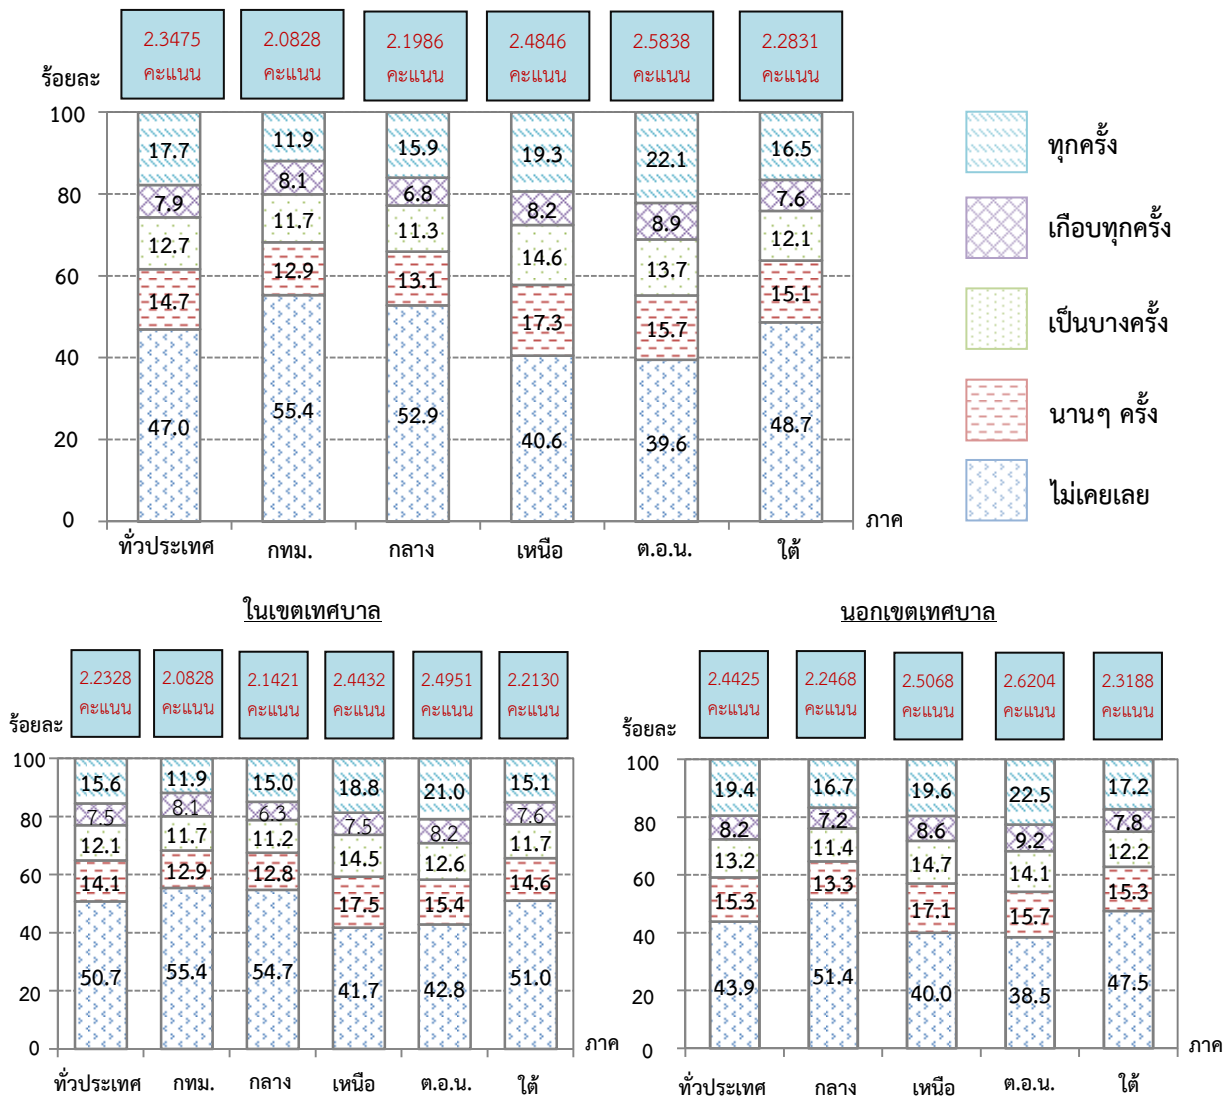 2.3475 2.0828 2.1986 2.4846 2.5838 2.2831
คะแนน คะแนน คะแนน คะแนน คะแนน คะแนน
ร้อยละ
100
80
60
40
20
0
17.7 11.9 15.9 19.3 22.1 16.5
7.9 8.1 6.8 8.2 8.9 7.6
12.7 11.7 11.3 14.6 13.7 12.1
14.7 12.9 13.1 17.3 15.7 15.1
47.0 55.4 52.9 40.6 39.6 48.7
ภาค
ทั่วประเทศ กทม. กลาง เหนือ ต.อ.น. ใต้
ทุกครั้ง
เกือบทุกครั้ง
เป็นบางครั้ง
นานๆ ครั้ง
ไม่เคยเลย
ในเขตเทศบาล
2.2328 2.0828 2.1421 2.4432 2.4951 2.2130
คะแนน คะแนน คะแนน คะแนน คะแนน คะแนน
ร้อยละ
100
80
60
40
20
0
15.6 11.9 15.0 18.8 21.0 15.1
7.5 8.1 6.3 7.5 8.2 7.6
12.1 11.7 11.2 14.5 12.6 11.7
14.1 12.9 12.8 17.5 15.4 14.6
50.7 55.4 54.7 41.7 42.8 51.0
ภาค
ทั่วประเทศ กทม. กลาง เหนือ ต.อ.น. ใต้
นอกเขตเทศบาล
2.4425 2.2468 2.5068 2.6204 2.3188
คะแนน คะแนน คะแนน คะแนน คะแนน
ร้อยละ
100
80
60
40
20
0
19.4 16.7 19.6 22.5 17.2
8.2 7.2 8.6 9.2 7.8
13.2 11.4 14.7 14.1 12.2
15.3 13.3 17.1 15.7 15.3
43.9 51.4 40.0 38.5 47.5
ภาค
ทั่วประเทศ กลาง เหนือ ต.อ.น. ใต้